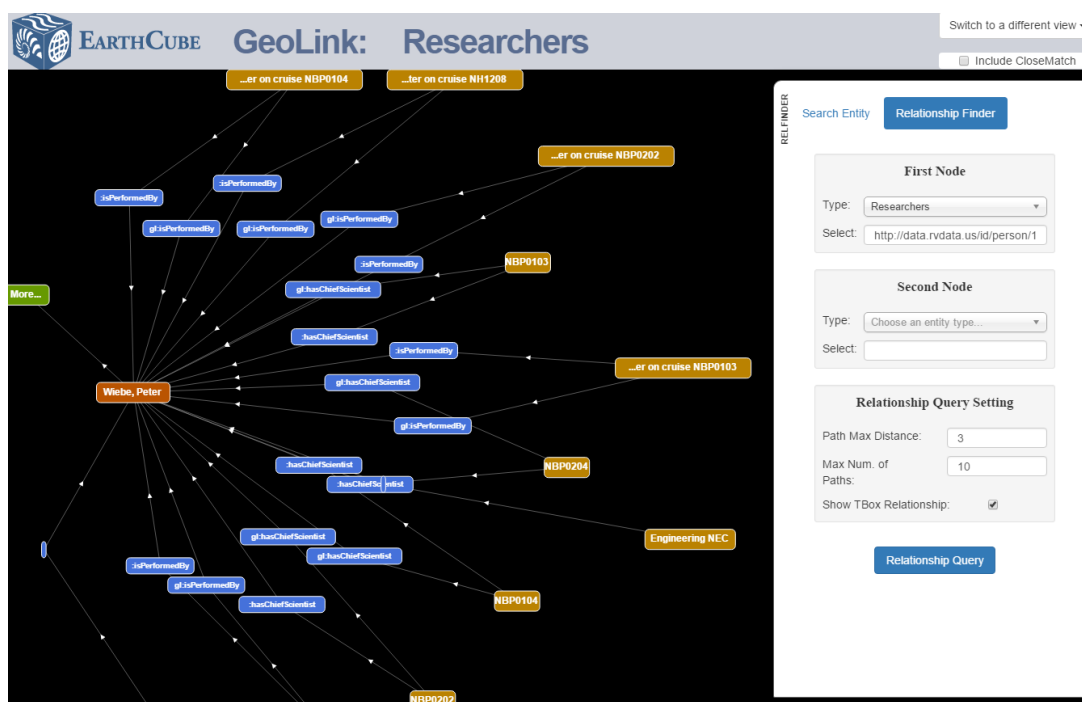 EARTHCUBE GeoLink: Researchers
Switch to a different view
Include CloseMatch
...er on cruise NBP0104
...ter on cruise NH1208
...er on cruise NBP0202
:isPerformedBy
:isPerformedBy
gl:isPerformedBy
gl:isPerformedBy
gl:isPerformedBy
:isPerformedBy
NBP0103
gl:hasChiefScientist
More...
:hasChiefScientist
:isPerformedBy
...er on cruise NBP0103
gl:hasChiefScientist
Wiebe, Peter
gl:isPerformedBy
:hasChiefScientist
NBP0204
:hasChiefScientist
gl:hasChiefScientist
Engineering NEC
gl:hasChiefScientist
:isPerformedBy
gl:isPerformedBy
:hasChiefScientist
NBP0104
NBP0202
RELFINDER
Search Entity Relationship Finder
First Node
Type: Researchers
Select: http://data.rvdata.us/id/person/1
Second Node
Type: Choose an entity type...
Select:
Relationship Query Setting
Path Max Distance: 3
Max Num. of 10
Paths:
Show TBox Relationship:
Relationship Query